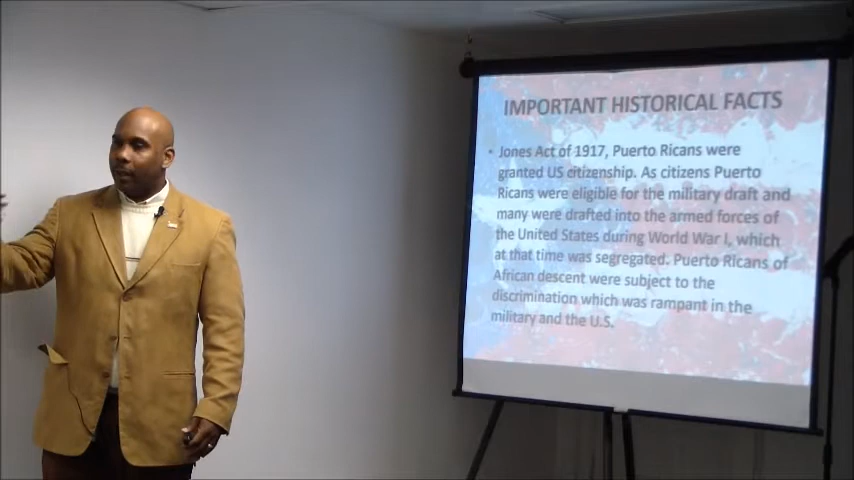 IMPORTANT HISTORICAL FACTS
• Jones Act of 1917, Puerto Ricans were
granted US citizenship. As citizens Puerto
Ricans were eligible for the military draft and
many were drafted into the armed forces of
the United States during World War I, which
at that time was segregated. Puerto Ricans of
African descent were subject to the
discrimination which was rampant in the
military and the U.S.